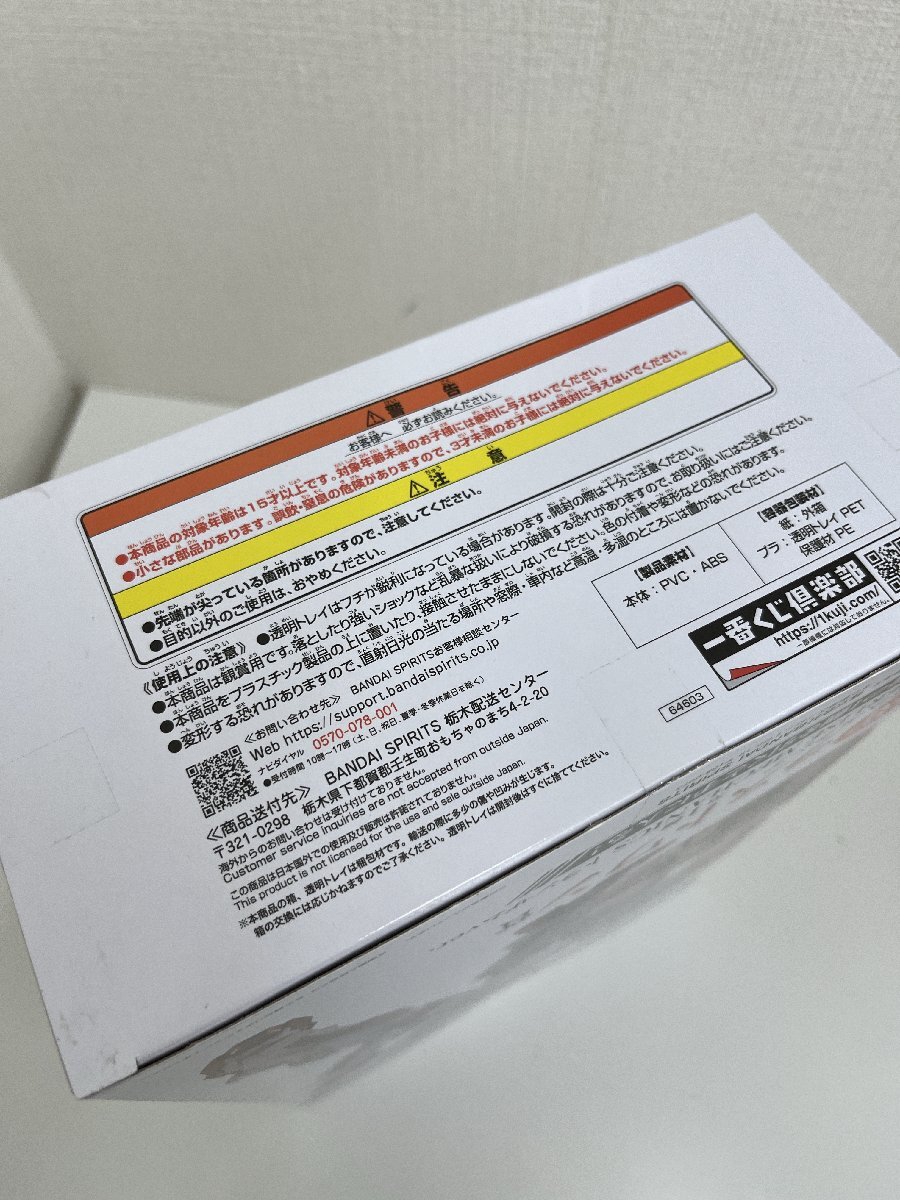 ⚠警告
お客様へ 必ずお読みください。
●本商品の対象年齢は15才以上です。対象年齢未満のお子様には絶対に与えないでください。
●小さな部品があります。誤飲・窒息の危険がありますので、3才未満のお子様には絶対に与えないでください。
⚠注意
●先端が尖っている箇所がありますので、注意してください。
●目的以外のご使用は、おやめください。
《使用上の注意》 ●透明トレイはフチが鋭利になっている場合があります。開封の際は十分ご注意ください。
●本商品は観賞用です。落としたり強いショックなど乱暴な扱いにより破損する恐れがありますので、お取り扱いにはご注意ください。
●本商品をプラスチック製品の上に置いたり、接触させたままにしないでください。色の付着や変形などの恐れがあります。
●変形する恐れがありますので、直射日光の当たる場所や窓際・車内など高温・多湿のところには置かないでください。
《お問い合わせ先》 BANDAI SPIRITSお客様相談センター
Web https://support.bandaispirits.co.jp
ナビダイヤル 0570-078-001
●受付時間 10時~17時(土、日、祝日、夏季・冬季休業日を除く)
《商品送付先》 BANDAI SPIRITS 栃木配送センター
〒321-0298 栃木県下都賀郡壬生町おもちゃのまち4-2-20
海外からのお問い合わせは受け付けておりません。
Customer service inquiries are not accepted from outside Japan.
この商品は日本国外での使用及び販売は許諾されておりません。
This product is not licensed for the use and sale outside Japan.
※本商品の箱、透明トレイは梱包材です。輸送の際に多少の傷や凹みが生じます。
箱の交換には応じかねますのでご了承ください。透明トレイは開封後はすぐに捨ててください。
【製品素材】
本体:PVC・ABS
【容器包装材】
紙:外箱
プラ:透明トレイ PET
保護材 PE
一番くじ倶楽部
https://1kuji.com/
一部機種では対応しておりません。
64603